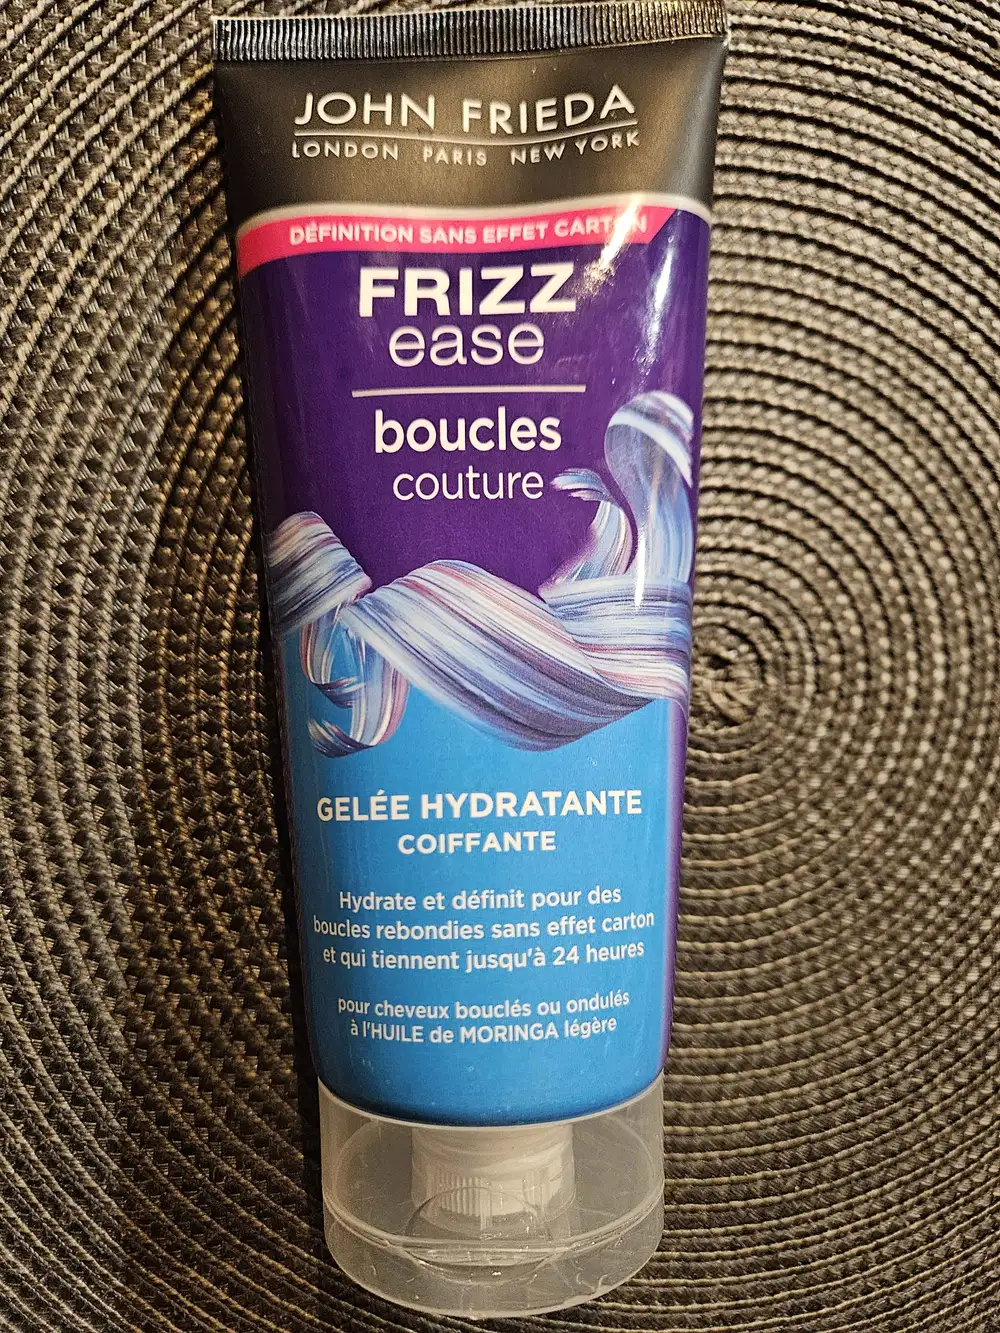 JOHN FRIEDA
LONDON PARIS NEW YORK
DÉFINITION SANS EFFET CARTON
FRIZZ
ease
boucles
couture
GELÉE HYDRATANTE
COIFFANTE
Hydrate et définit pour des
boucles rebondies sans effet carton
et qui tiennent jusqu'à 24 heures
pour cheveux bouclés ou ondulés
à l'HUILE de MORINGA légère